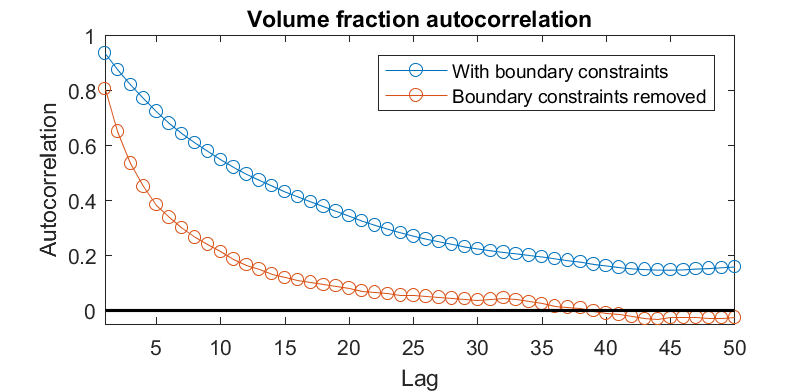 Volume fraction autocorrelation
With boundary constraints
Boundary constraints removed
Autocorrelation
1
0.8
0.6
0.4
0.2
0
5 10 15 20 25 30 35 40 45 50
Lag